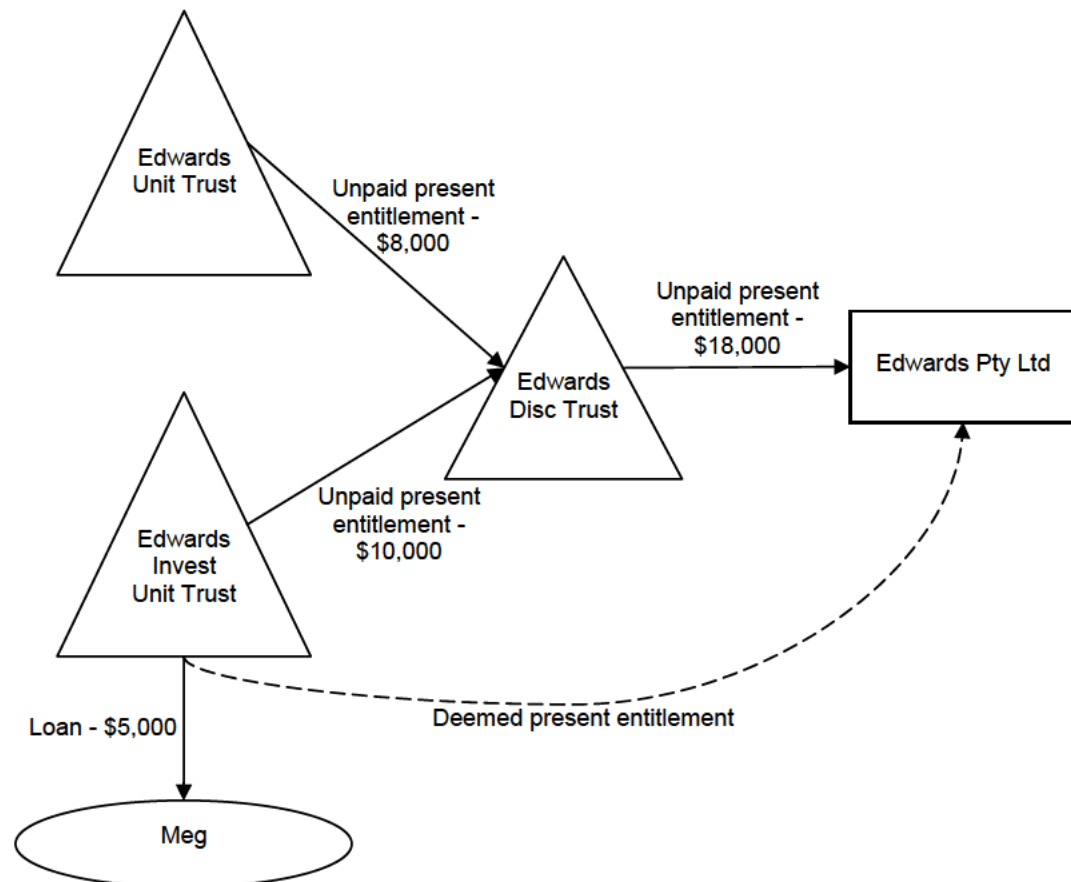 Edwards
Unit Trust
Unpaid present
entitlement -
$8,000
Unpaid present
entitlement -
$18,000
Edwards Pty Ltd
Edwards
Disc Trust
Unpaid present
entitlement -
$10,000
Edwards
Invest
Unit Trust
Deemed present entitlement
Loan - $5,000
Meg